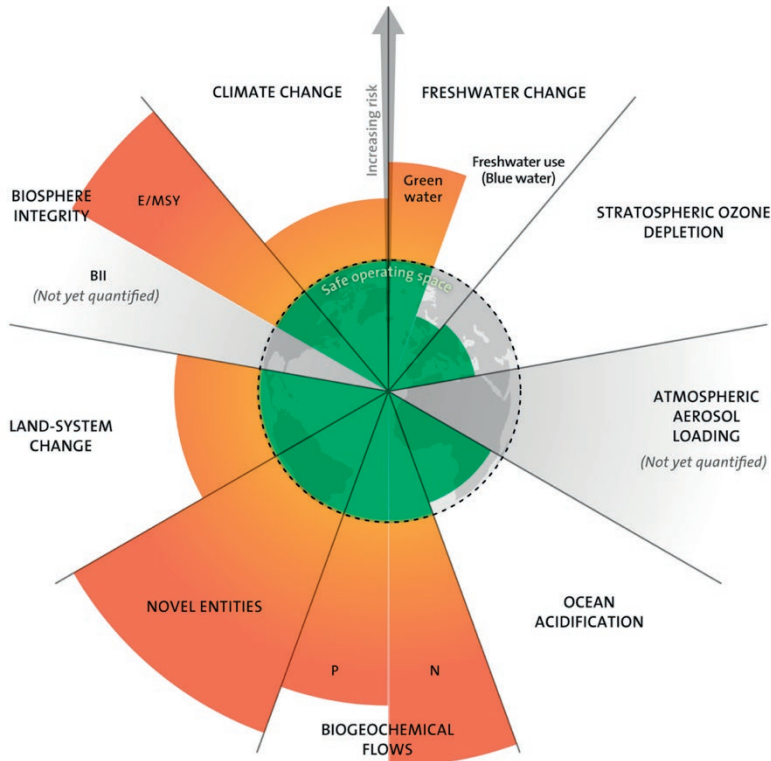 CLIMATE CHANGE
FRESHWATER CHANGE
Increasing risk
Freshwater use
(Blue water)
Green
water
BIOSPHERE
INTEGRITY
E/MSY
STRATOSPHERIC OZONE
DEPLETION
BII
(Not yet quantified)
Safe operating space
LAND-SYSTEM
CHANGE
ATMOSPHERIC
AEROSOL
LOADING
(Not yet quantified)
NOVEL ENTITIES
OCEAN
ACIDIFICATION
P
N
BIOGEOCHEMICAL
FLOWS